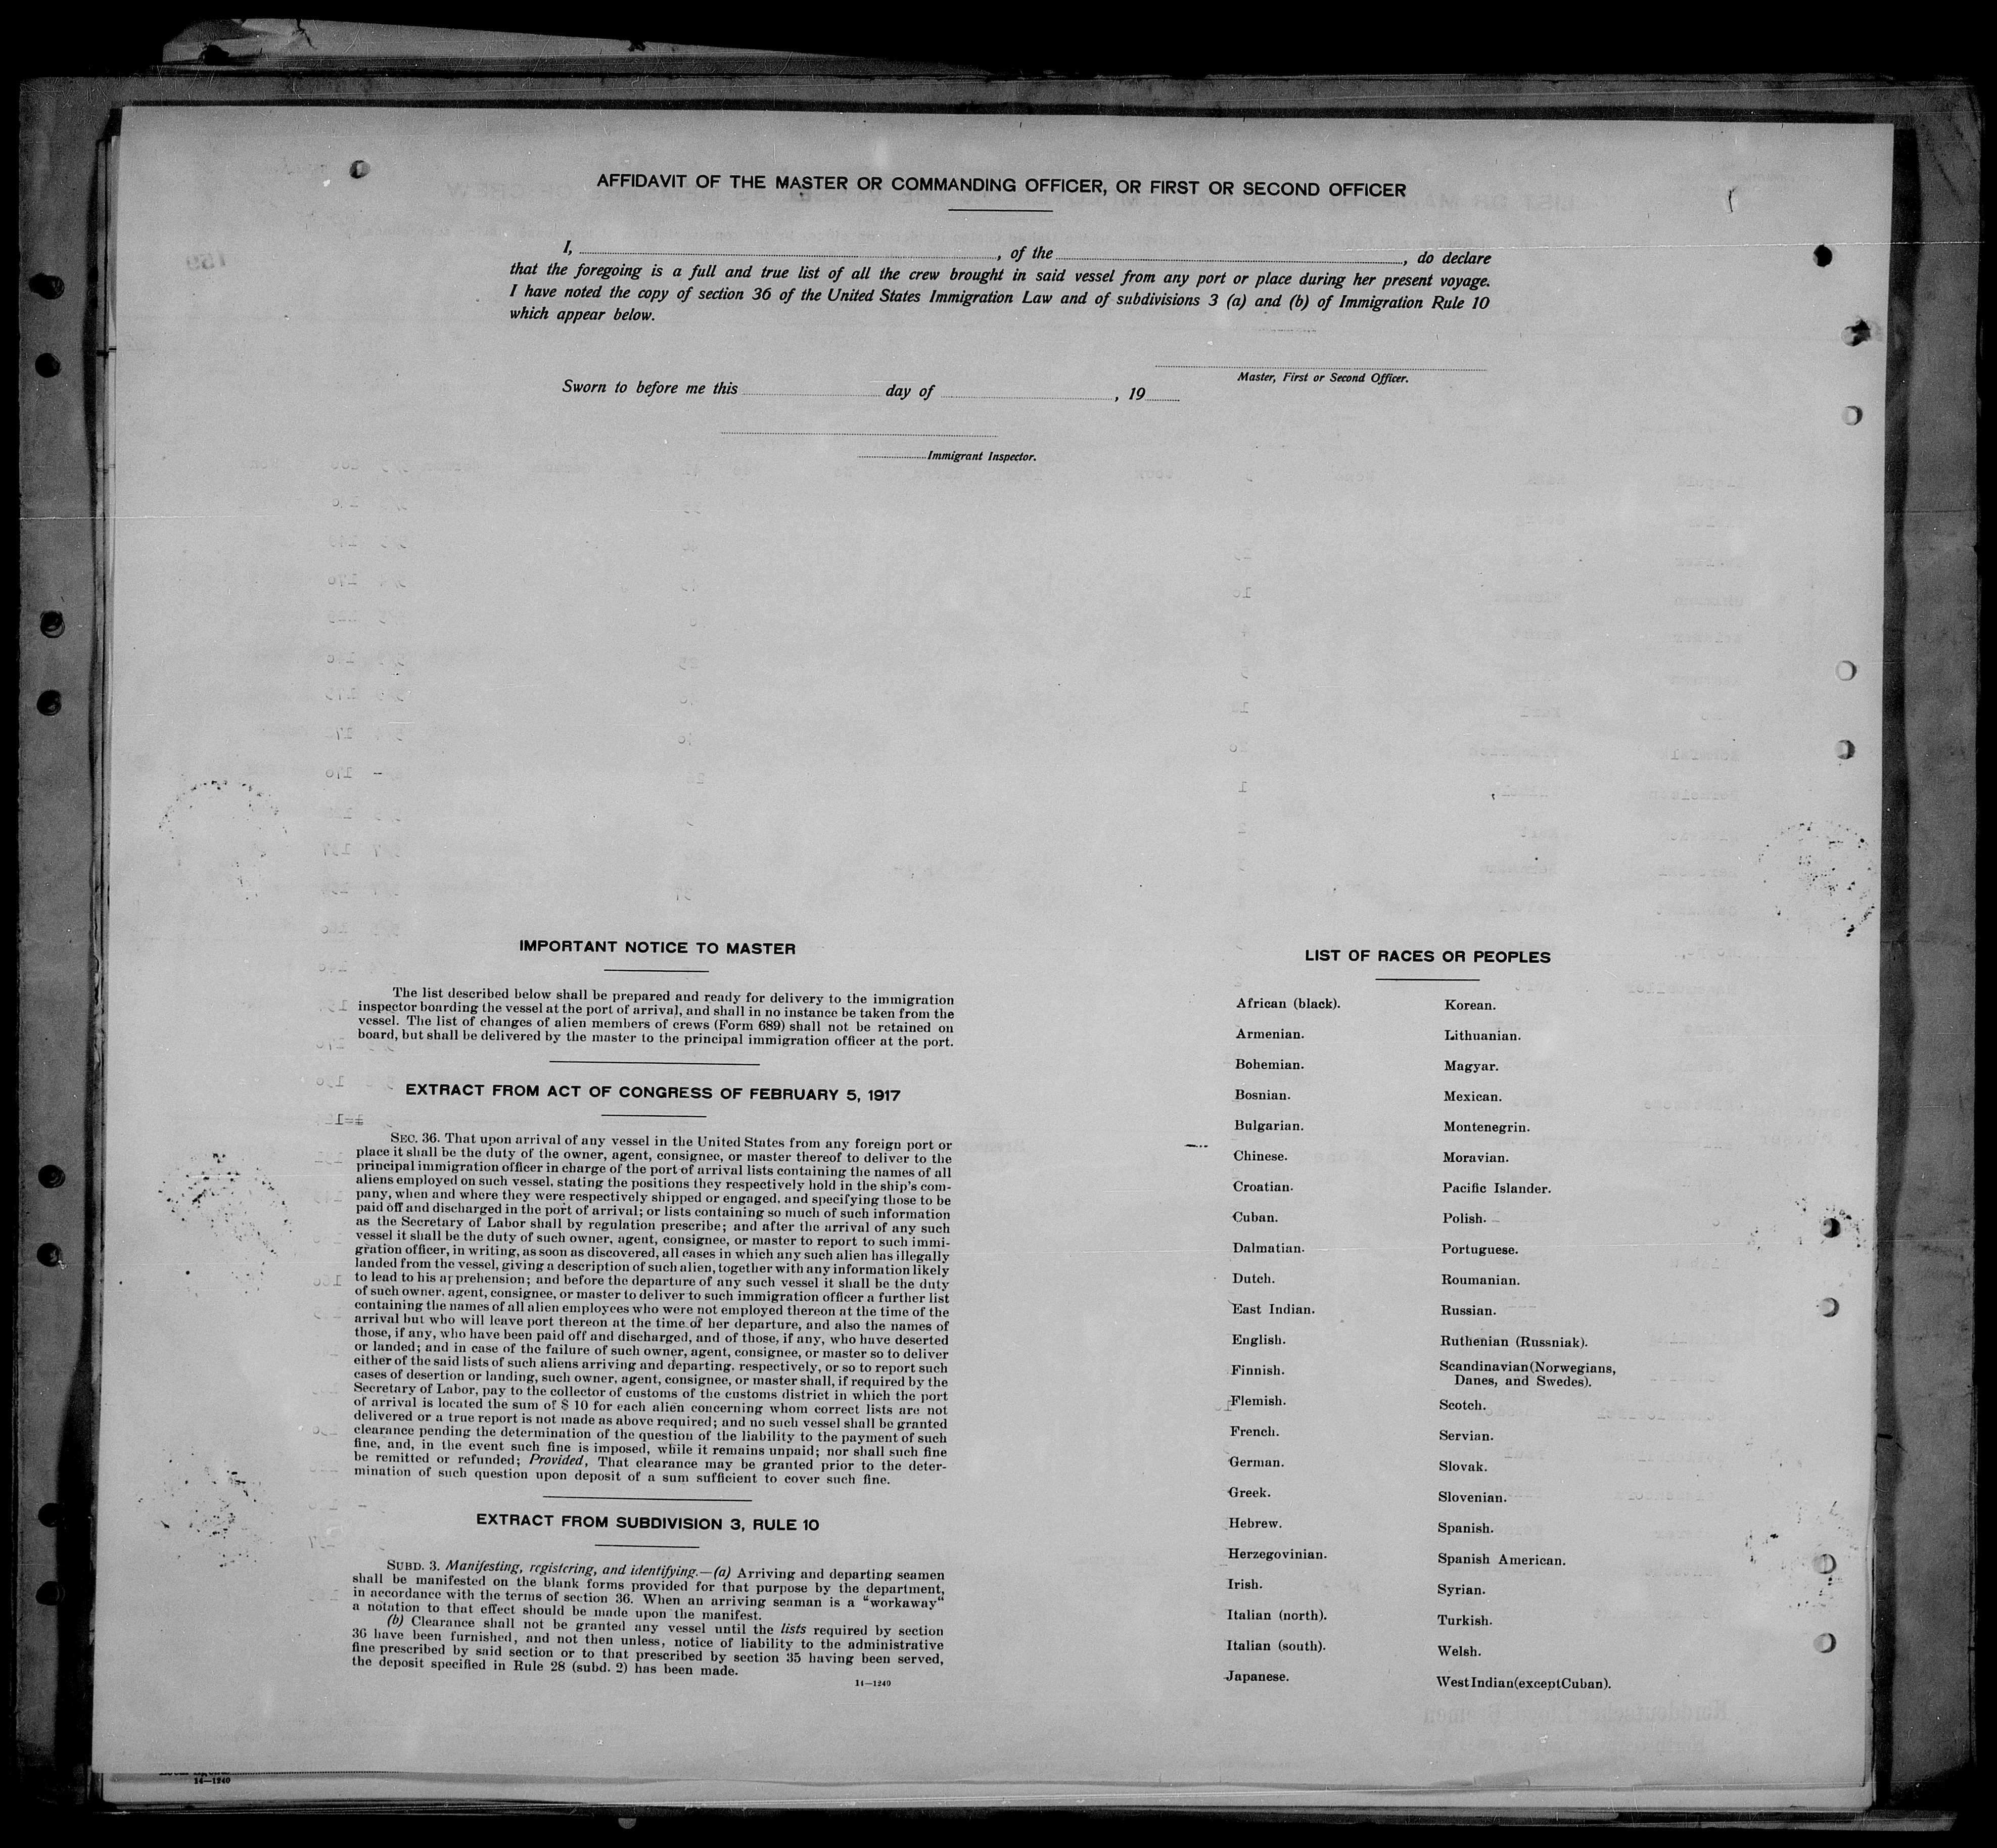 AFFIDAVIT OF THE MASTER OR COMMANDING OFFICER, OR FIRST OR SECOND OFFICER
I, , of the , do declare
that the foregoing is a full and true list of all the crew brought in said vessel from any port or place during her present voyage.
I have noted the copy of section 36 of the United States Immigration Law and of subdivisions 3 (a) and (b) of Immigration Rule 10
which appear below.
Master, First or Second Officer.
Sworn to before me this day of , 19
Immigrant Inspector.
IMPORTANT NOTICE TO MASTER
The list described below shall be prepared and ready for delivery to the immigration
inspector boarding the vessel at the port of arrival, and shall in no instance be taken from the
vessel. The list of changes of alien members of crews (Form 689) shall not be retained on
board, but shall be delivered by the master to the principal immigration officer at the port.
EXTRACT FROM ACT OF CONGRESS OF FEBRUARY 5, 1917
SEC. 36. That upon arrival of any vessel in the United States from any foreign port or
place it shall be the duty of the owner, agent, consignee, or master thereof to deliver to the
principal immigration officer in charge of the port of arrival lists containing the names of all
aliens employed on such vessel, stating the positions they respectively hold in the ship's com-
pany, when and where they were respectively shipped or engaged, and specifying those to be
paid off and discharged in the port of arrival; or lists containing so much of such information
as the Secretary of Labor shall by regulation prescribe; and after the arrival of any such
vessel it shall be the duty of such owner, agent, consignee, or master to report to such immi-
gration officer, in writing, as soon as discovered, all cases in which any such alien has illegally
landed from the vessel, giving a description of such alien, together with any information likely
to lead to his apprehension; and before the departure of any such vessel it shall be the duty
of such owner, agent, consignee, or master to deliver to such immigration officer a further list
containing the names of all alien employees who were not employed thereon at the time of the
arrival but who will leave port thereon at the time of her departure, and also the names of
those, if any, who have been paid off and discharged, and of those, if any, who have deserted
or landed; and in case of the failure of such owner, agent, consignee, or master so to deliver
either of the said lists of such aliens arriving and departing, respectively, or so to report such
cases of desertion or landing, such owner, agent, consignee, or master shall, if required by the
Secretary of Labor, pay to the collector of customs of the customs district in which the port
of arrival is located the sum of $ 10 for each alien concerning whom correct lists are not
delivered or a true report is not made as above required; and no such vessel shall be granted
clearance pending the determination of the question of the liability to the payment of such
fine, and, in the event such fine is imposed, while it remains unpaid; nor shall such fine
be remitted or refunded; Provided, That clearance may be granted prior to the deter-
mination of such question upon deposit of a sum sufficient to cover such fine.
EXTRACT FROM SUBDIVISION 3, RULE 10
SUBD. 3. Manifesting, registering, and identifying.—(a) Arriving and departing seamen
shall be manifested on the blank forms provided for that purpose by the department,
in accordance with the terms of section 36. When an arriving seaman is a “workaway“
a notation to that effect should be made upon the manifest.
(b) Clearance shall not be granted any vessel until the lists required by section
36 have been furnished, and not then unless, notice of liability to the administrative
fine prescribed by said section or to that prescribed by section 35 having been served,
the deposit specified in Rule 28 (subd. 2) has been made.
14—1240
LIST OF RACES OR PEOPLES
African (black).
Armenian.
Bohemian.
Bosnian.
Bulgarian.
Chinese.
Croatian.
Cuban.
Dalmatian.
Dutch.
East Indian.
English.
Finnish.
Flemish.
French.
German.
Greek.
Hebrew.
Herzegovinian.
Irish.
Italian (north).
Italian (south).
Japanese.
Korean.
Lithuanian.
Magyar.
Mexican.
Montenegrin.
Moravian.
Pacific Islander.
Polish.
Portuguese.
Roumanian.
Russian.
Ruthenian (Russniak).
Scandinavian (Norwegians,
Danes, and Swedes).
Scotch.
Servian.
Slovak.
Slovenian.
Spanish.
Spanish American.
Syrian.
Turkish.
Welsh.
West Indian (except Cuban).
14—1240